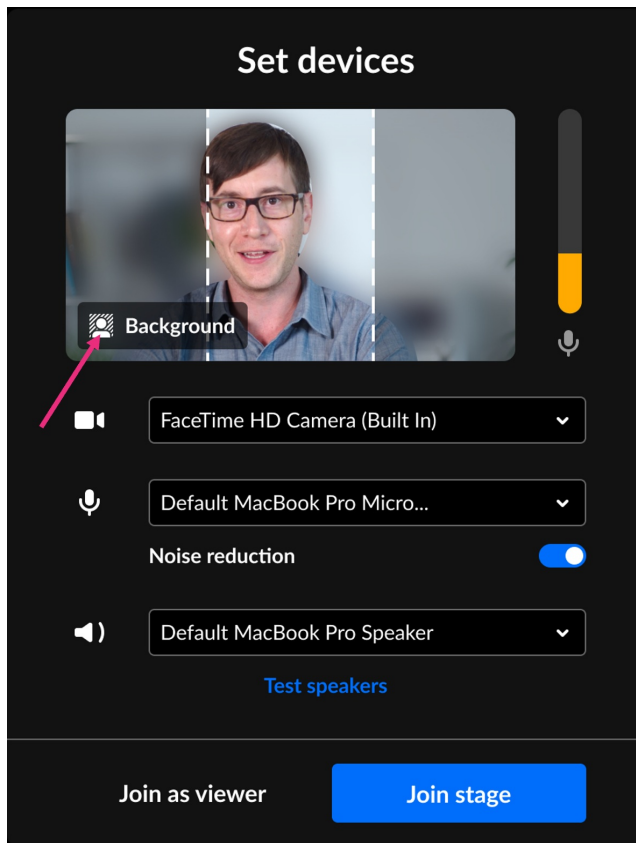 Set devices
Background
FaceTime HD Camera (Built In)
Default MacBook Pro Micro...
Noise reduction
Default MacBook Pro Speaker
Test speakers
Join as viewer
Join stage